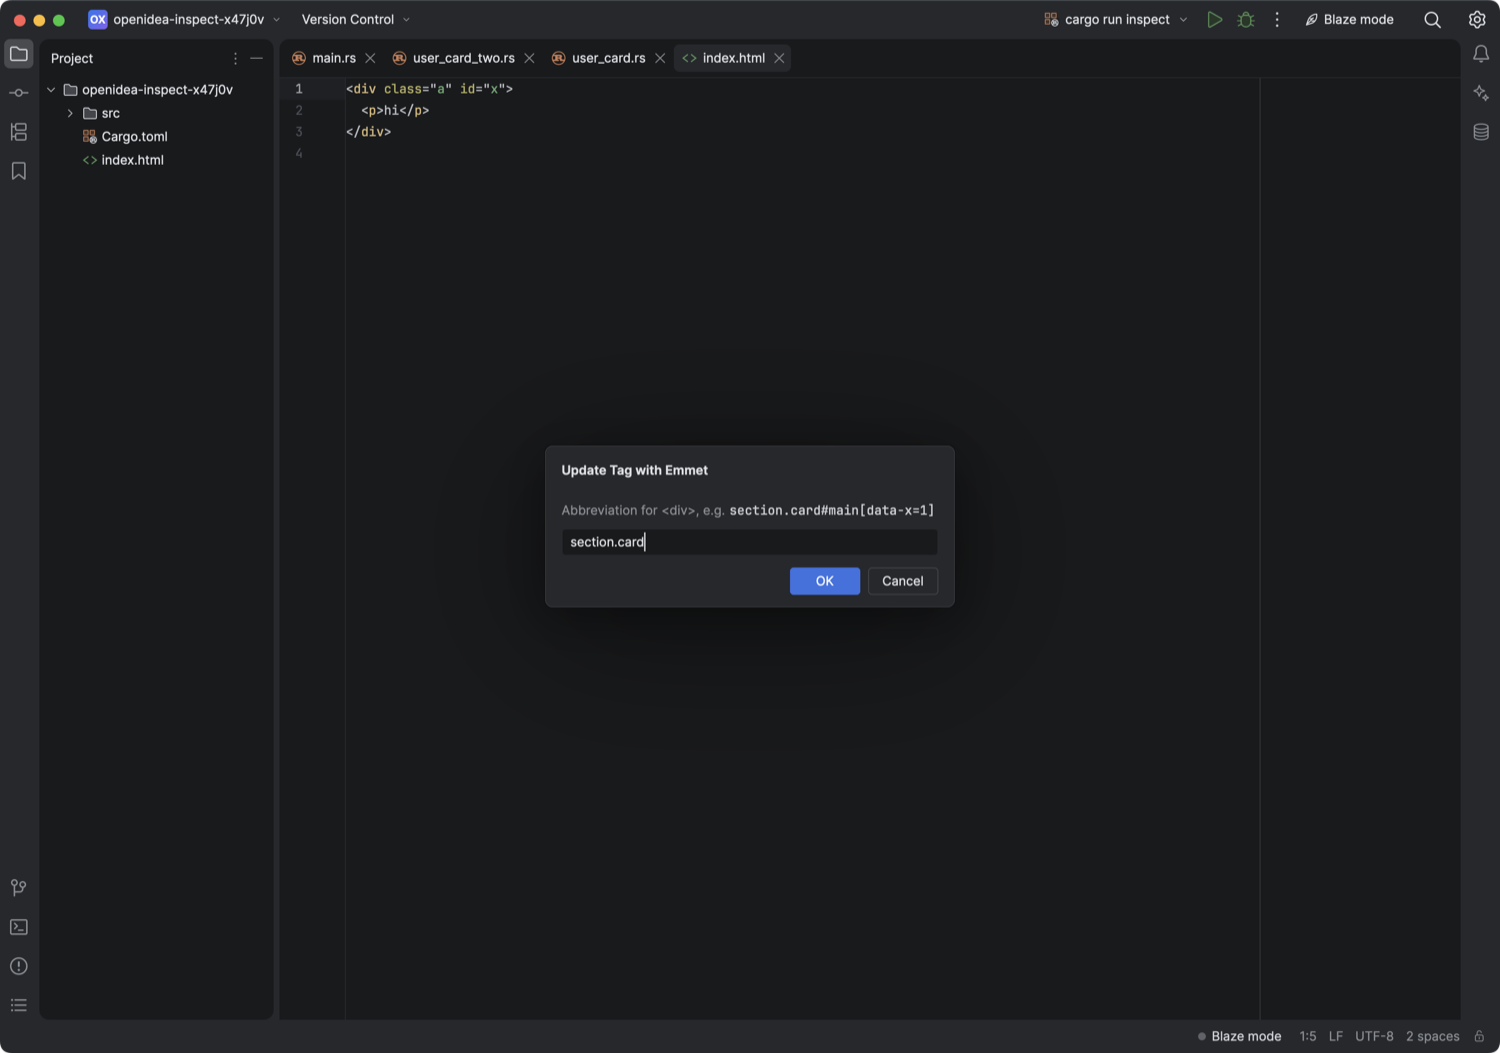 OX openidea-inspect-x47j0v Version Control cargo run inspect Blaze mode
Project
main.rs user_card_two.rs user_card.rs index.html
openidea-inspect-x47j0v
src
Cargo.toml
index.html
1 <div class="a" id="x">
2 <p>hi</p>
3 </div>
4
Update Tag with Emmet
Abbreviation for <div>, e.g. section.card#main[data-x=1]
section.card
OK Cancel
Blaze mode 1:5 LF UTF-8 2 spaces